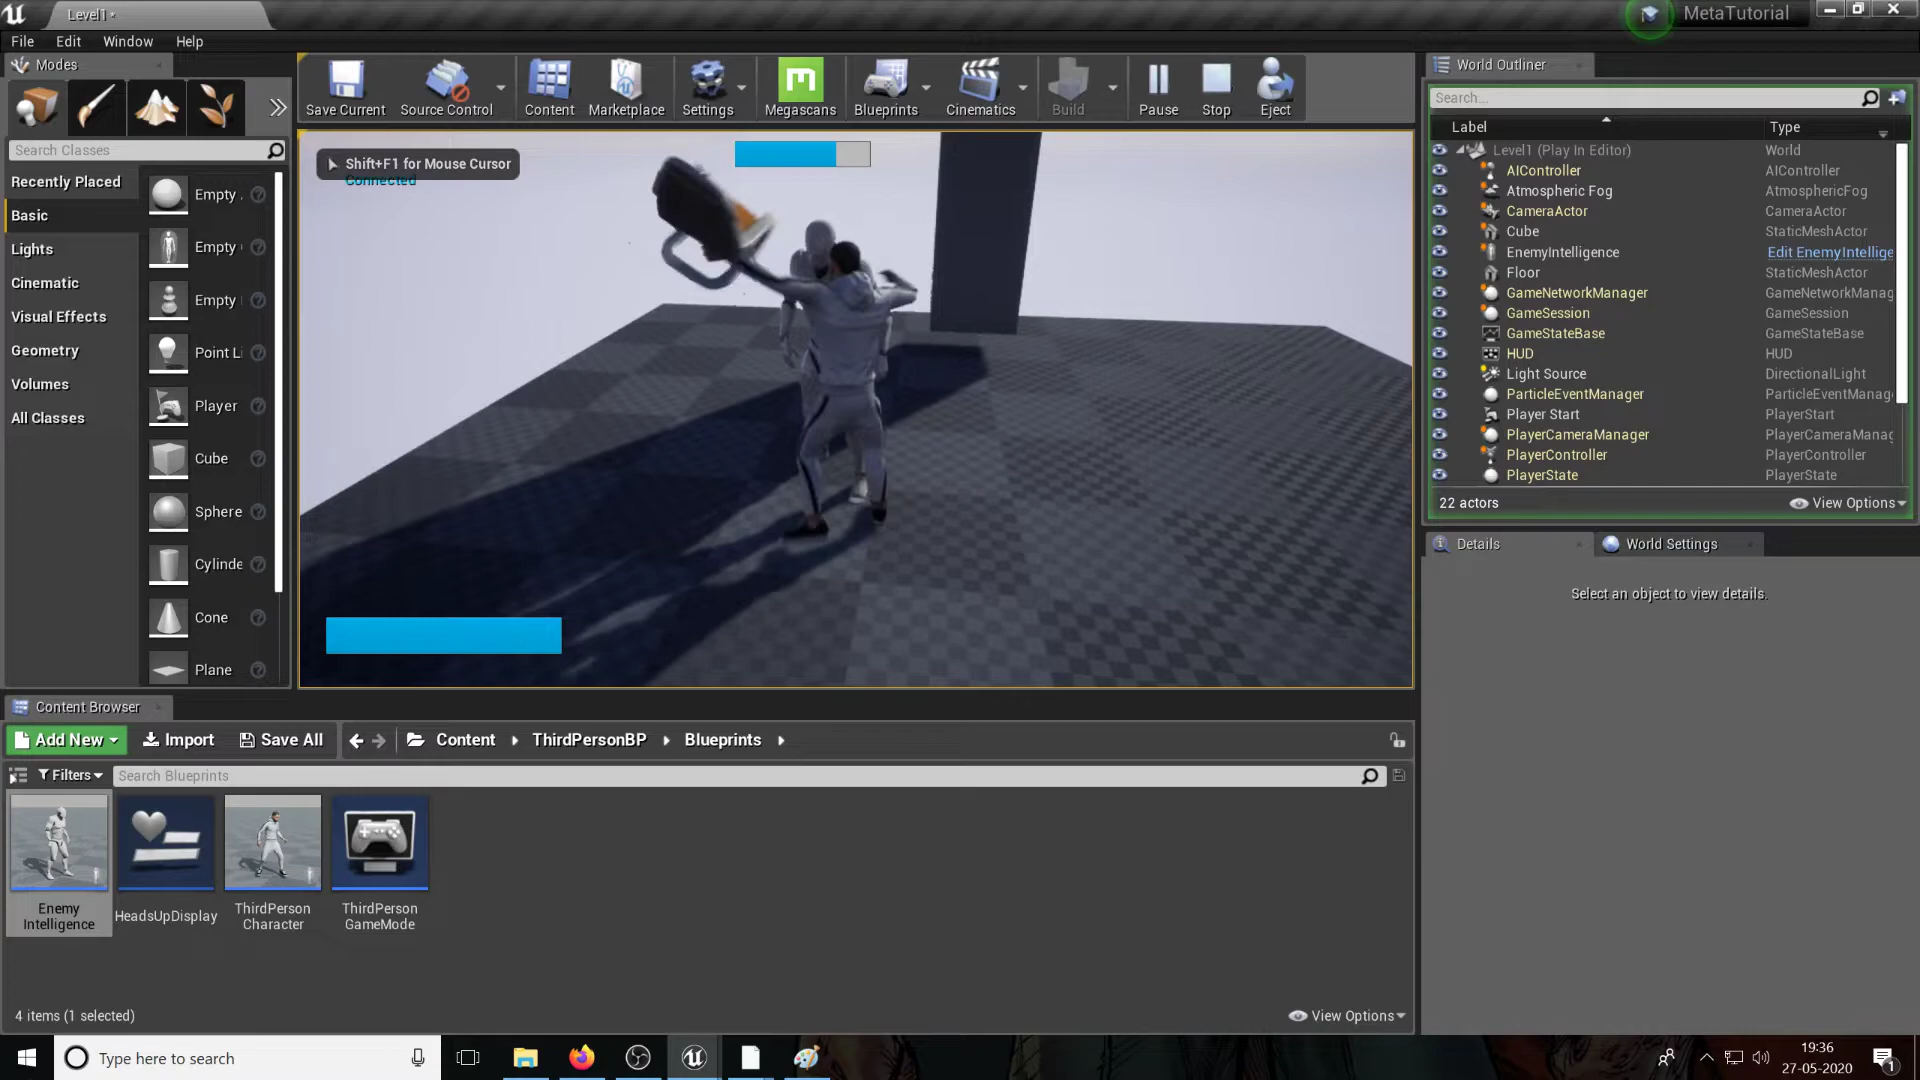 Level1*
MetaTutorial
File Edit Window Help
Modes
Search Classes
Recently Placed
Basic
Lights
Cinematic
Visual Effects
Geometry
Volumes
All Classes
Empty
Empty
Empty
Point Li
Player
Cube
Sphere
Cylinde
Cone
Plane
Save Current
Source Control
Content
Marketplace
Settings
Megascans
Blueprints
Cinematics
Build
Pause
Stop
Eject
Shift+F1 for Mouse Cursor
Connected
World Outliner
Search...
Label Type
Level1 (Play In Editor) World
AIController AIController
Atmospheric Fog AtmosphericFog
CameraActor CameraActor
Cube StaticMeshActor
EnemyIntelligence Edit EnemyIntellige
Floor StaticMeshActor
GameNetworkManager GameNetworkManag
GameSession GameSession
GameStateBase GameStateBase
HUD HUD
Light Source DirectionalLight
ParticleEventManager ParticleEventManag
Player Start PlayerStart
PlayerCameraManager PlayerCameraManag
PlayerController PlayerController
PlayerState PlayerState
22 actors View Options
Details World Settings
Select an object to view details.
Content Browser
Add New Import Save All Content ThirdPersonBP Blueprints
Filters Search Blueprints
Enemy
Intelligence
HeadsUpDisplay
ThirdPerson
Character
ThirdPerson
GameMode
4 items (1 selected) View Options
Type here to search
19:36
27-05-2020
1